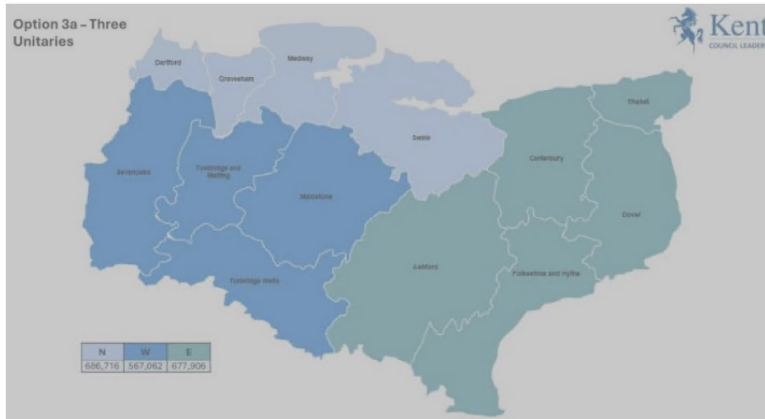 Option 3a – Three
Unitaries
Kent
COUNCIL LEADER
Dartford
Gravesham
Medway
Thanet
Swale
Canterbury
Sevenoaks
Tonbridge and
Malling
Maidstone
Dover
Ashford
Folkestone and Hythe
Tunbridge Wells
N W E
686,716 567,062 677,906